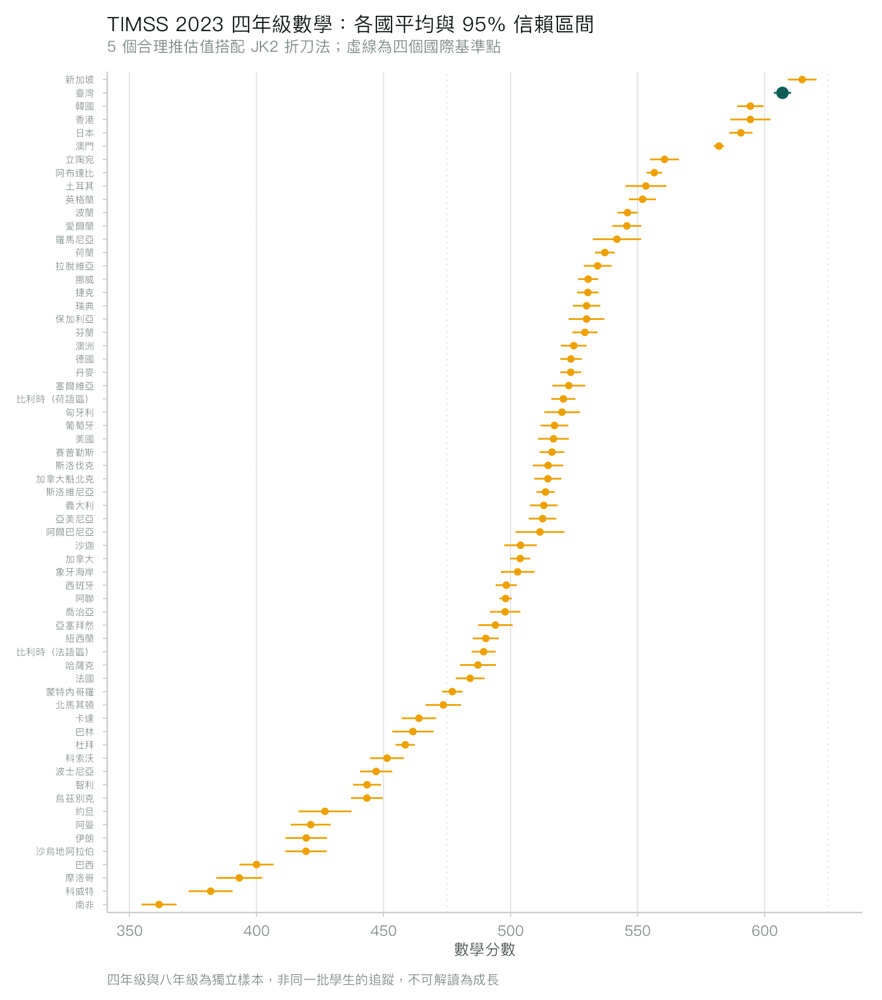 TIMSS 2023 四年級數學：各國平均與 95% 信賴區間
5 個合理推估值搭配 JK2 折刀法；虛線為四個國際基準點
新加坡
臺灣
韓國
香港
日本
澳門
立陶宛
阿布達比
土耳其
英格蘭
波蘭
愛爾蘭
羅馬尼亞
荷蘭
拉脫維亞
挪威
捷克
瑞典
保加利亞
芬蘭
澳洲
德國
丹麥
塞爾維亞
比利時（荷語區）
匈牙利
葡萄牙
美國
賽普勒斯
斯洛伐克
加拿大魁北克
斯洛維尼亞
義大利
亞美尼亞
阿爾巴尼亞
沙迦
加拿大
象牙海岸
西班牙
阿聯
喬治亞
亞塞拜然
紐西蘭
比利時（法語區）
哈薩克
法國
蒙特內哥羅
北馬其頓
卡達
巴林
杜拜
科索沃
波士尼亞
智利
烏茲別克
約旦
阿曼
伊朗
沙烏地阿拉伯
巴西
摩洛哥
科威特
南非
350 400 450 500 550 600
數學分數
四年級與八年級為獨立樣本，非同一批學生的追蹤，不可解讀為成長